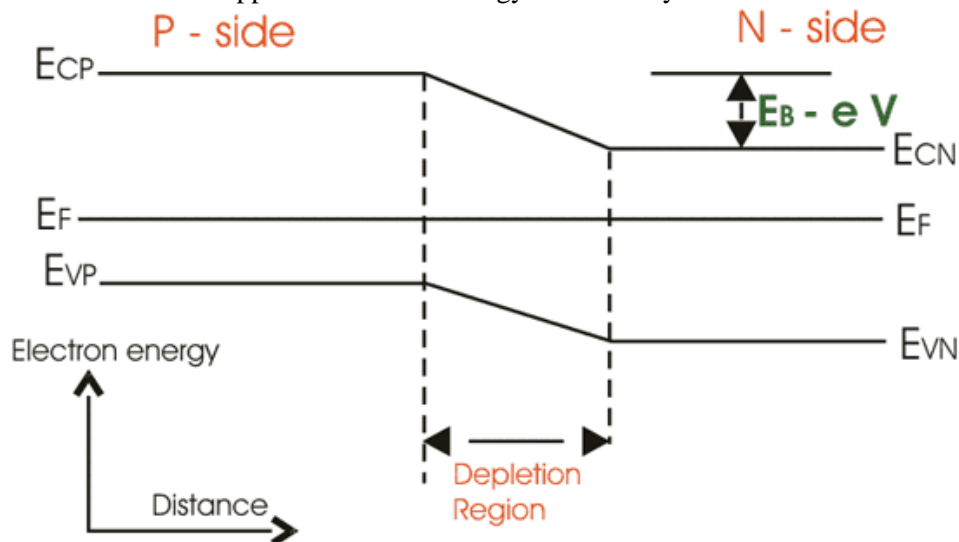 P - side
N - side
ECP
EB - e V
ECN
EF
EF
EVP
EVN
Electron energy
Depletion
Region
Distance